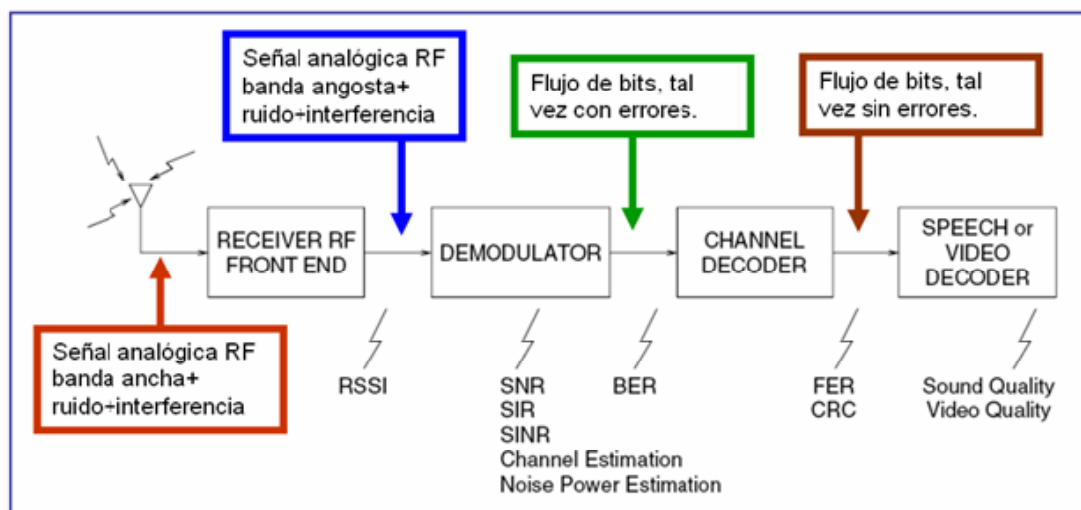 Señal analógica RF
banda angosta+
ruido+interferencia
Flujo de bits, tal
vez con errores.
Flujo de bits, tal
vez sin errores.
RECEIVER RF
FRONT END
DEMODULATOR
CHANNEL
DECODER
SPEECH or
VIDEO
DECODER
Señal analógica RF
banda ancha+
ruido+interferencia
RSSI
SNR
SIR
SINR
Channel Estimation
Noise Power Estimation
BER
FER
CRC
Sound Quality
Video Quality